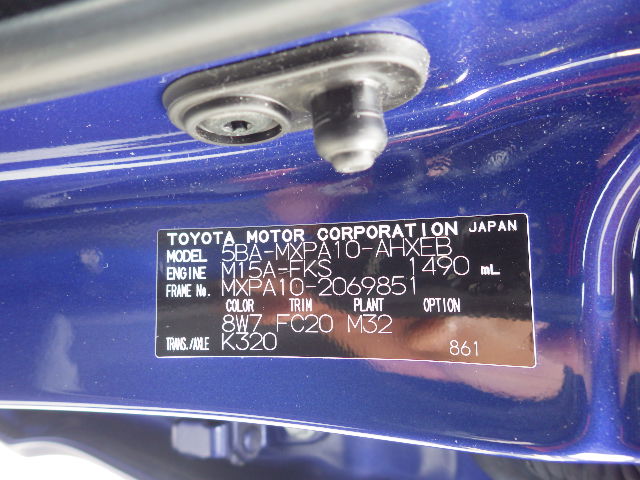 TOYOTA MOTOR CORPORATION JAPAN
MODEL 5BA-MXPA10-AHXEB
ENGINE M15A-FKS 1490 mL
FRAME No. MXPA10-2069851
COLOR TRIM PLANT OPTION
8W7 FC20 M32
TRANS./AXLE K320 861